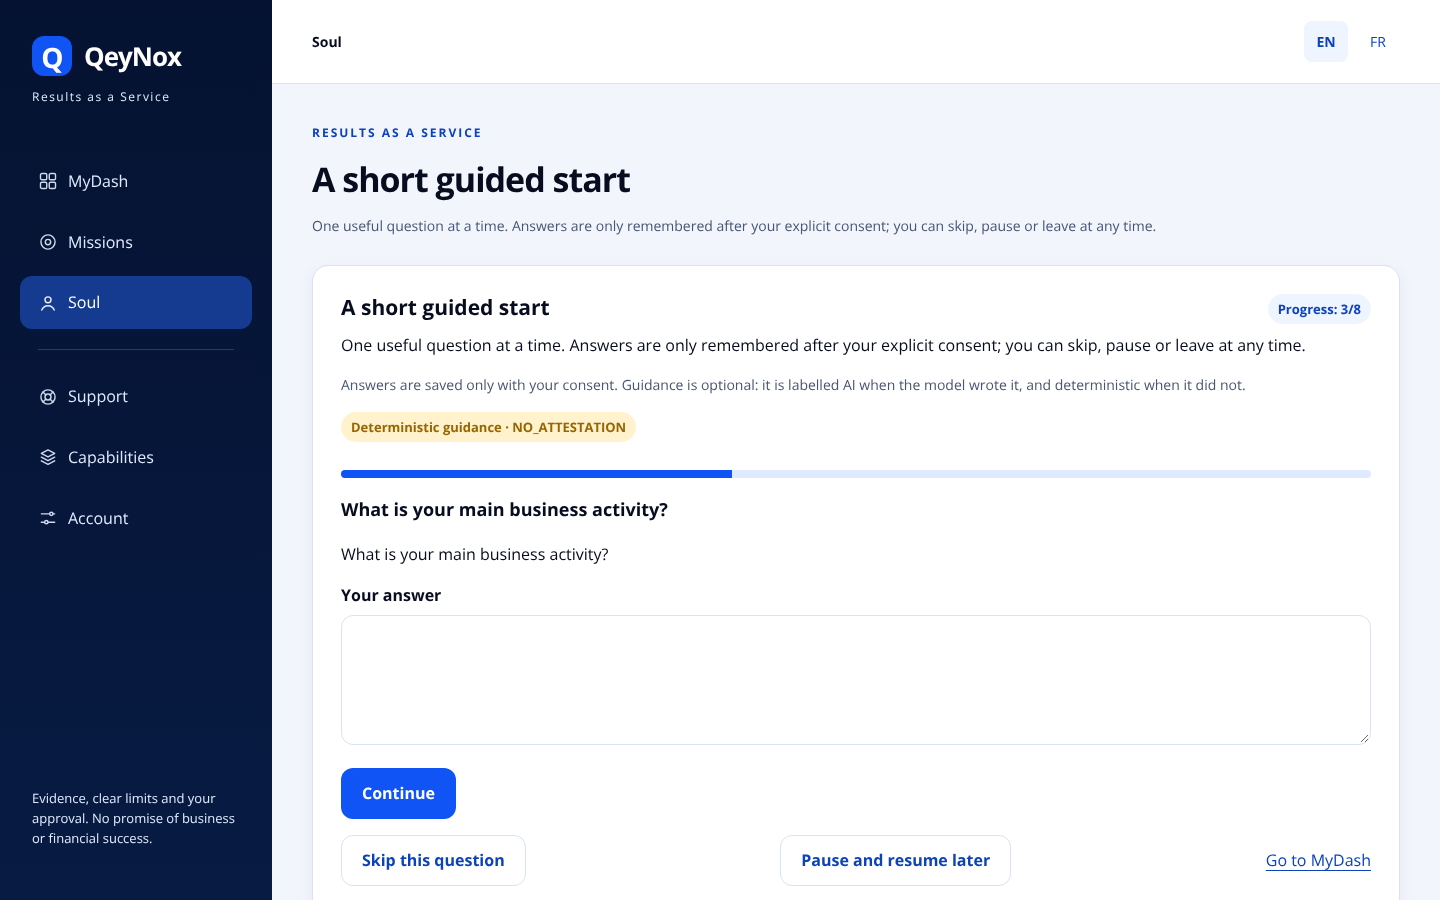 Q QeyNox
Results as a Service
MyDash
Missions
Soul
Support
Capabilities
Account
Evidence, clear limits and your
approval. No promise of business
or financial success.
Soul
EN FR
RESULTS AS A SERVICE
A short guided start
One useful question at a time. Answers are only remembered after your explicit consent; you can skip, pause or leave at any time.
A short guided start
Progress: 3/8
One useful question at a time. Answers are only remembered after your explicit consent; you can skip, pause or leave at any time.
Answers are saved only with your consent. Guidance is optional: it is labelled AI when the model wrote it, and deterministic when it did not.
Deterministic guidance · NO_ATTESTATION
What is your main business activity?
What is your main business activity?
Your answer
Continue
Skip this question
Pause and resume later
Go to MyDash